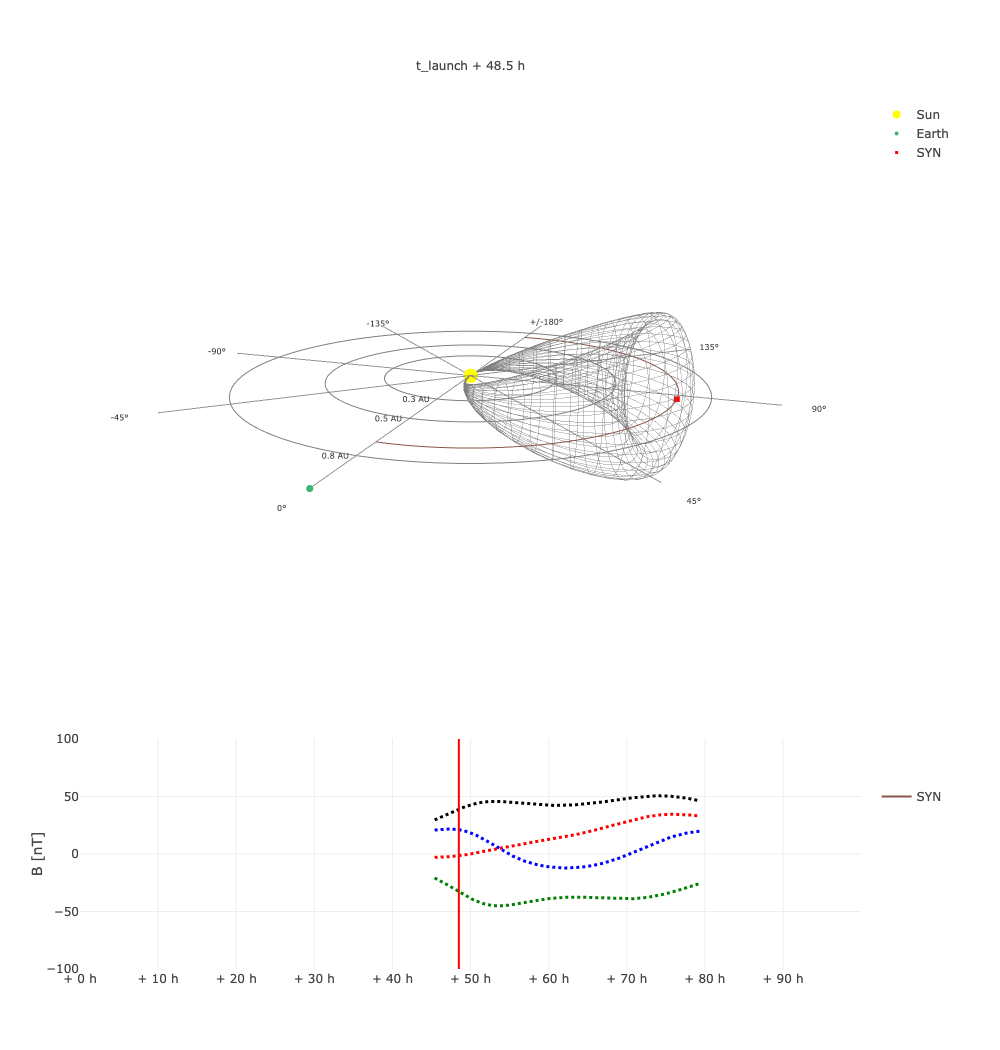 t_launch + 48.5 h
Sun
Earth
SYN
-135°
+/-180°
-90°
135°
-45°
0.3 AU
90°
0.5 AU
0.8 AU
45°
0°
100
50
SYN
0
B [nT]
−50
−100
+ 0 h
+ 10 h
+ 20 h
+ 30 h
+ 40 h
+ 50 h
+ 60 h
+ 70 h
+ 80 h
+ 90 h